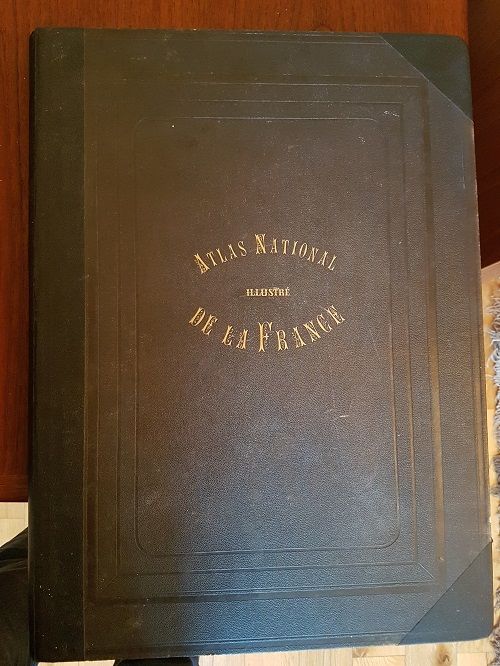 ATLAS NATIONAL
ILLUSTRÉ
DE LA FRANCE